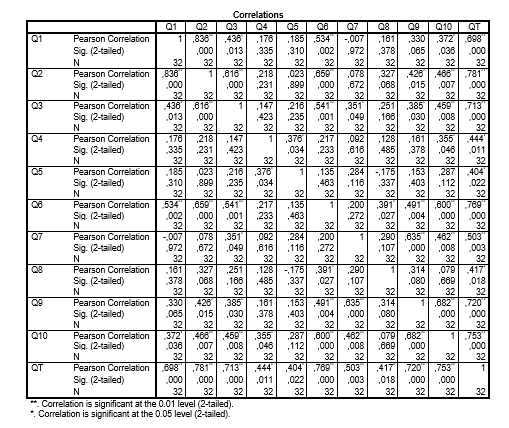 Correlations
Q1 Q2 Q3 Q4 Q5 Q6 Q7 Q8 Q9 Q10 QT
Q1 Pearson Correlation 1 ,836** ,436* ,176 ,185 ,534** -,007 ,161 ,330 ,372* ,698**
Sig. (2-tailed) ,000 ,013 ,335 ,310 ,002 ,972 ,378 ,065 ,036 ,000
N 32 32 32 32 32 32 32 32 32 32 32
Q2 Pearson Correlation ,836** 1 ,616** ,218 ,023 ,659** ,078 ,327 ,426* ,466** ,781**
Sig. (2-tailed) ,000 ,000 ,231 ,899 ,000 ,672 ,068 ,015 ,007 ,000
N 32 32 32 32 32 32 32 32 32 32 32
Q3 Pearson Correlation ,436* ,616** 1 ,147 ,216 ,541** ,351* ,251 ,385* ,459** ,713**
Sig. (2-tailed) ,013 ,000 ,423 ,235 ,001 ,049 ,166 ,030 ,008 ,000
N 32 32 32 32 32 32 32 32 32 32 32
Q4 Pearson Correlation ,176 ,218 ,147 1 ,376* ,217 ,092 ,128 ,161 ,355* ,444*
Sig. (2-tailed) ,335 ,231 ,423 ,034 ,233 ,616 ,485 ,378 ,046 ,011
N 32 32 32 32 32 32 32 32 32 32 32
Q5 Pearson Correlation ,185 ,023 ,216 ,376* 1 ,135 ,284 -,175 ,153 ,287 ,404*
Sig. (2-tailed) ,310 ,899 ,235 ,034 ,463 ,116 ,337 ,403 ,112 ,022
N 32 32 32 32 32 32 32 32 32 32 32
Q6 Pearson Correlation ,534** ,659** ,541** ,217 ,135 1 ,200 ,391* ,491** ,600** ,769**
Sig. (2-tailed) ,002 ,000 ,001 ,233 ,463 ,272 ,027 ,004 ,000 ,000
N 32 32 32 32 32 32 32 32 32 32 32
Q7 Pearson Correlation -,007 ,078 ,351* ,092 ,284 ,200 1 ,290 ,635** ,462** ,503**
Sig. (2-tailed) ,972 ,672 ,049 ,616 ,116 ,272 ,107 ,000 ,008 ,003
N 32 32 32 32 32 32 32 32 32 32 32
Q8 Pearson Correlation ,161 ,327 ,251 ,128 -,175 ,391* ,290 1 ,314 ,079 ,417*
Sig. (2-tailed) ,378 ,068 ,166 ,485 ,337 ,027 ,107 ,080 ,669 ,018
N 32 32 32 32 32 32 32 32 32 32 32
Q9 Pearson Correlation ,330 ,426* ,385* ,161 ,153 ,491** ,635** ,314 1 ,682** ,720**
Sig. (2-tailed) ,065 ,015 ,030 ,378 ,403 ,004 ,000 ,080 ,000 ,000
N 32 32 32 32 32 32 32 32 32 32 32
Q10 Pearson Correlation ,372* ,466** ,459** ,355* ,287 ,600** ,462** ,079 ,682** 1 ,753**
Sig. (2-tailed) ,036 ,007 ,008 ,046 ,112 ,000 ,008 ,669 ,000 ,000
N 32 32 32 32 32 32 32 32 32 32 32
QT Pearson Correlation ,698** ,781** ,713** ,444* ,404* ,769** ,503** ,417* ,720** ,753** 1
Sig. (2-tailed) ,000 ,000 ,000 ,011 ,022 ,000 ,003 ,018 ,000 ,000
N 32 32 32 32 32 32 32 32 32 32 32
**. Correlation is significant at the 0.01 level (2-tailed).
*. Correlation is significant at the 0.05 level (2-tailed).